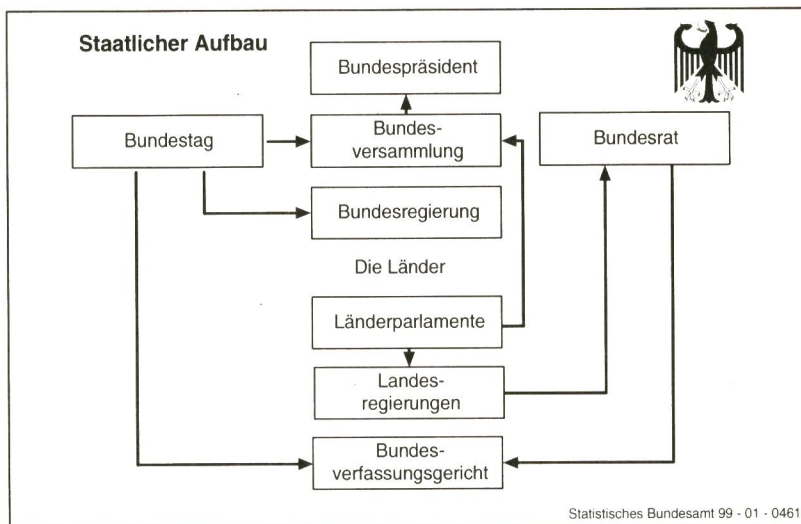 Staatlicher Aufbau
Bundespräsident
Bundestag
Bundes-
versammlung
Bundesrat
Bundesregierung
Die Länder
Länderparlamente
Landes-
regierungen
Bundes-
verfassungsgericht
Statistisches Bundesamt 99 - 01 - 0461